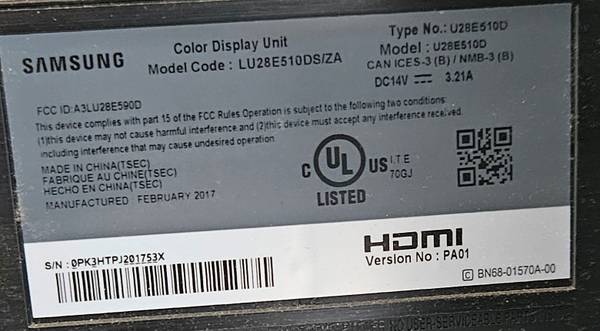 SAMSUNG
Color Display Unit
Model Code : LU28E510DS/ZA
Type No.: U28E510D
Model : U28E510D
CAN ICES-3 (B) / NMB-3 (B)
DC14V ⎓ 3.21A
FCC ID:A3LU28E590D
This device complies with part 15 of the FCC Rules Operation is subject to the following two conditions:
(1)this device may not cause harmful interference,and (2)this device must accept any interference received.
including interference that may cause undesired operation.
MADE IN CHINA(TSEC)
FABRIQUE AU CHINE(TSEC)
HECHO EN CHINA(TSEC)
MANUFACTURED : FEBRUARY 2017
C UL US
LISTED
I.T.E
70GJ
S/N : 0PK3HTPJ201753X
HDMI
Version No : PA01
© BN68-01570A-00